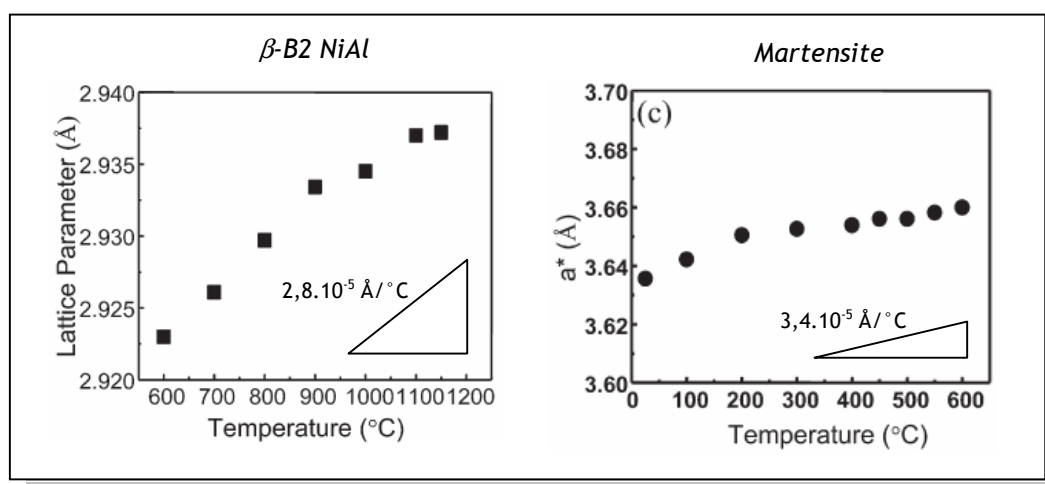 β-B2 NiAl
2.940
2.935
2.930
2.925
2.920
Lattice Parameter (Å)
2,8.10⁻⁵ Å/°C
600 700 800 900 1000 1100 1200
Temperature (°C)
Martensite
(c)
3.70
3.68
3.66
3.64
3.62
3.60
a* (Å)
3,4.10⁻⁵ Å/°C
0 100 200 300 400 500 600
Temperature (°C)